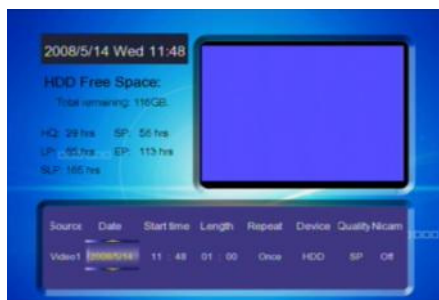 2008/5/14 Wed 11:48
HDD Free Space:
Total remaining: 116GB.
HQ: 29 hrs SP: 56 hrs
LP: 85 hrs EP: 113 hrs
SLP: 165 hrs
Source Date Start time Length Repeat Device Quality Nicam
Video1 2008/5/14 11 : 48 01 : 00 Once HDD SP Off